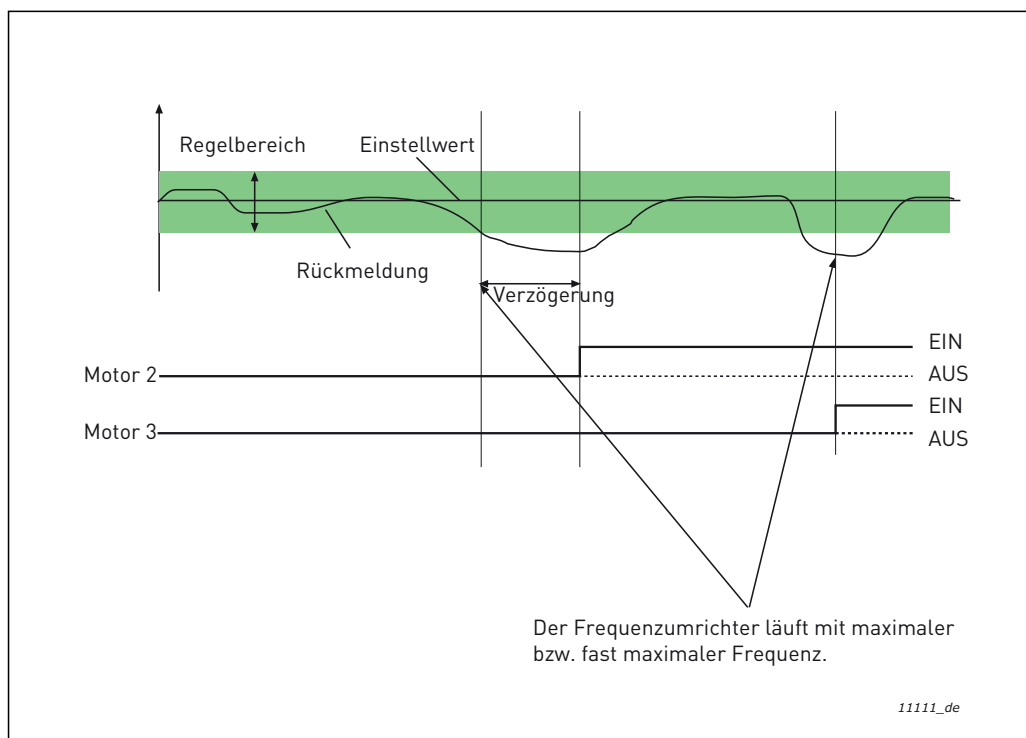 Regelbereich
Einstellwert
Rückmeldung
Verzögerung
EIN
Motor 2
AUS
EIN
Motor 3
AUS
Der Frequenzumrichter läuft mit maximaler
bzw. fast maximaler Frequenz.
11111_de